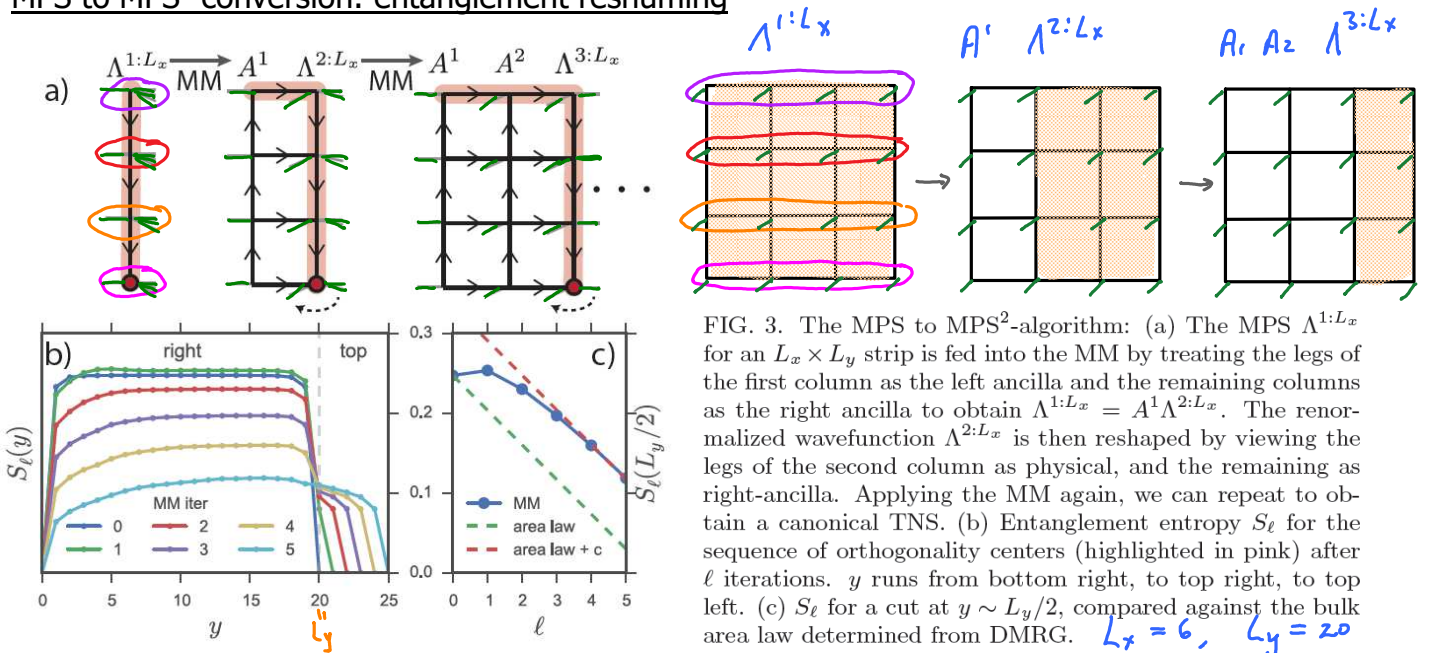 MPS to MPS² conversion: entanglement reshuffling
Λ^{1:L_x} MM A^1 Λ^{2:L_x} MM A^1 A^2 Λ^{3:L_x}
a)
Λ^{1:L_x} A^1 Λ^{2:L_x} A_1 A_2 Λ^{3:L_x}
b) right top
S_ℓ(y)
MM iter
0 2 4
1 3 5
0 5 10 15 20 25
y
L_y
c)
0.3
0.2
0.1
0.0
S_ℓ(L_y/2)
MM
area law
area law + c
0 1 2 3 4 5
ℓ
FIG. 3. The MPS to MPS²-algorithm: (a) The MPS Λ^{1:L_x}
for an L_x × L_y strip is fed into the MM by treating the legs of
the first column as the left ancilla and the remaining columns
as the right ancilla to obtain Λ^{1:L_x} = A^1Λ^{2:L_x}. The renor-
malized wavefunction Λ^{2:L_x} is then reshaped by viewing the
legs of the second column as physical, and the remaining as
right-ancilla. Applying the MM again, we can repeat to ob-
tain a canonical TNS. (b) Entanglement entropy S_ℓ for the
sequence of orthogonality centers (highlighted in pink) after
ℓ iterations. y runs from bottom right, to top right, to top
left. (c) S_ℓ for a cut at y ∼ L_y/2, compared against the bulk
area law determined from DMRG.
L_x = 6, L_y = 20